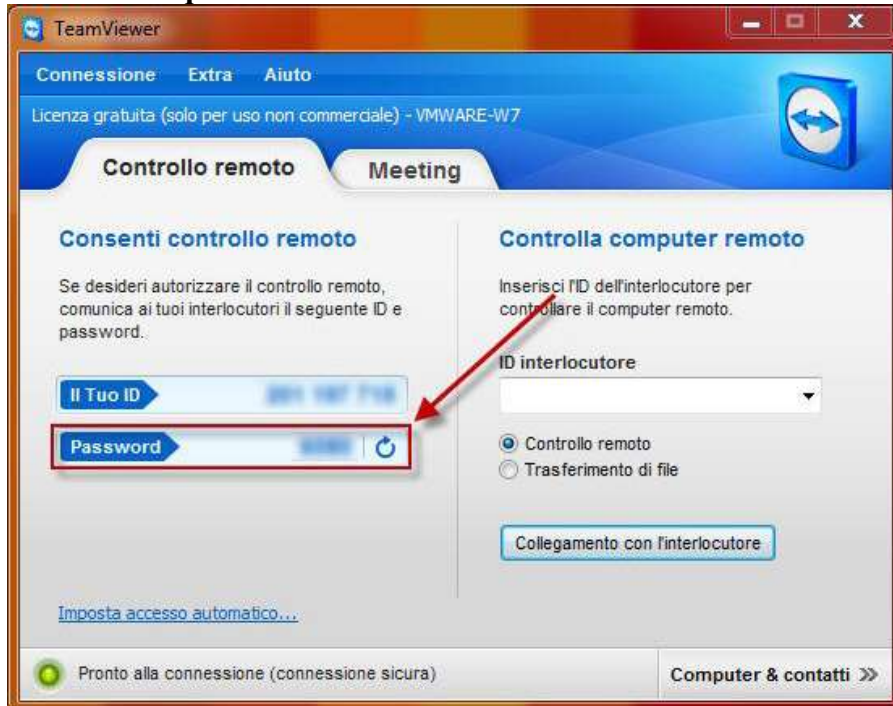 TeamViewer
Connessione Extra Aiuto
Licenza gratuita (solo per uso non commerciale) - VMWARE-W7
Controllo remoto
Meeting
Consenti controllo remoto
Se desideri autorizzare il controllo remoto,
comunica ai tuoi interlocutori il seguente ID e
password.
Il Tuo ID
Password
Imposta accesso automatico...
Controlla computer remoto
Inserisci l'ID dell'interlocutore per
controllare il computer remoto.
ID interlocutore
Controllo remoto
Trasferimento di file
Collegamento con l'interlocutore
Pronto alla connessione (connessione sicura)
Computer & contatti >>